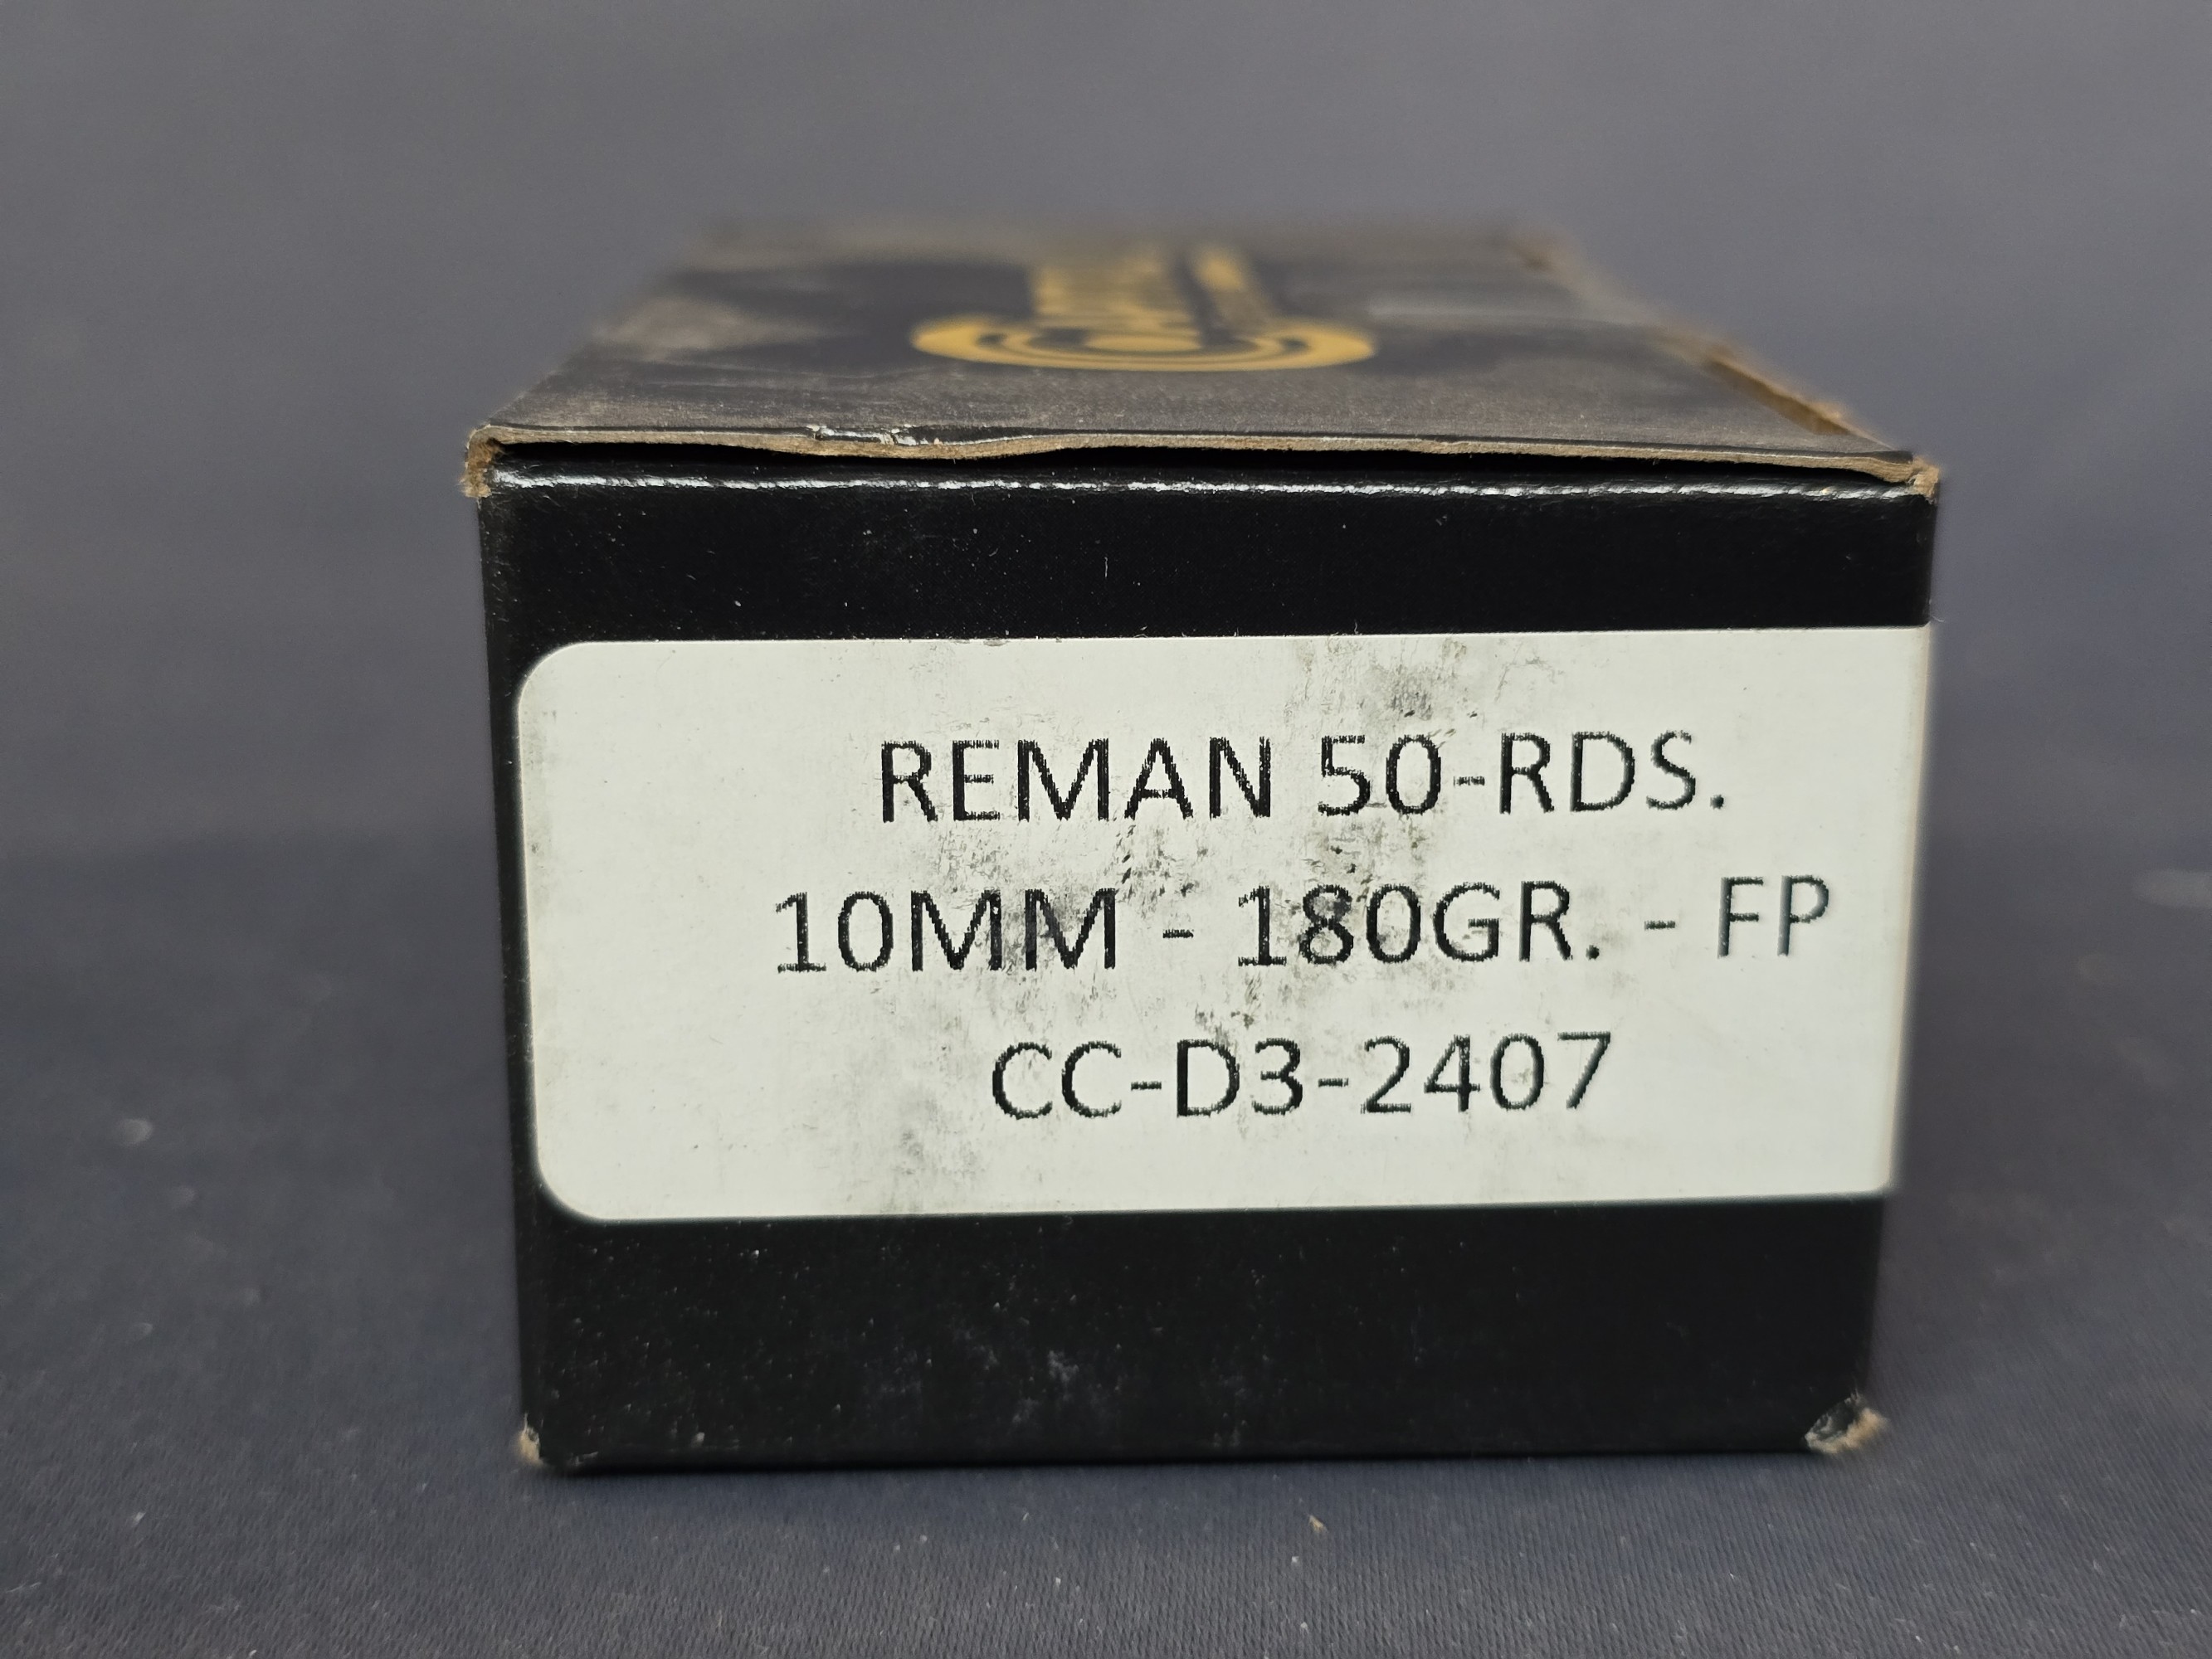 REMAN 50-RDS.
10MM - 180GR. - FP
CC-D3-2407